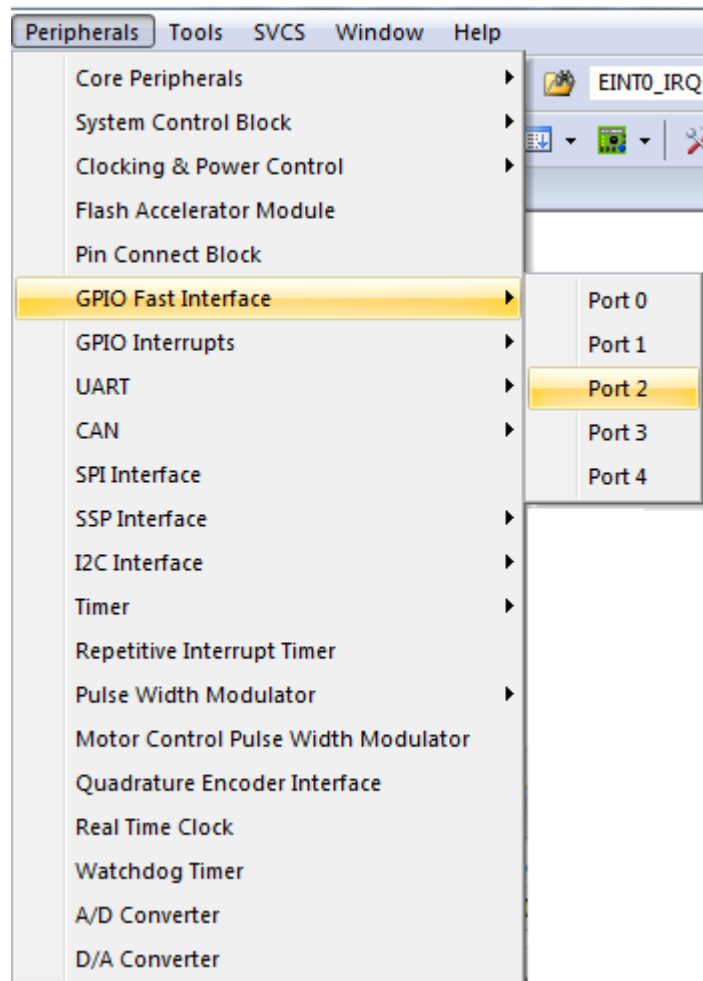 Peripherals Tools SVCS Window Help
Core Peripherals
EINT0_IRQ
System Control Block
Clocking & Power Control
Flash Accelerator Module
Pin Connect Block
GPIO Fast Interface
Port 0
GPIO Interrupts
Port 1
UART
Port 2
CAN
Port 3
SPI Interface
Port 4
SSP Interface
I2C Interface
Timer
Repetitive Interrupt Timer
Pulse Width Modulator
Motor Control Pulse Width Modulator
Quadrature Encoder Interface
Real Time Clock
Watchdog Timer
A/D Converter
D/A Converter